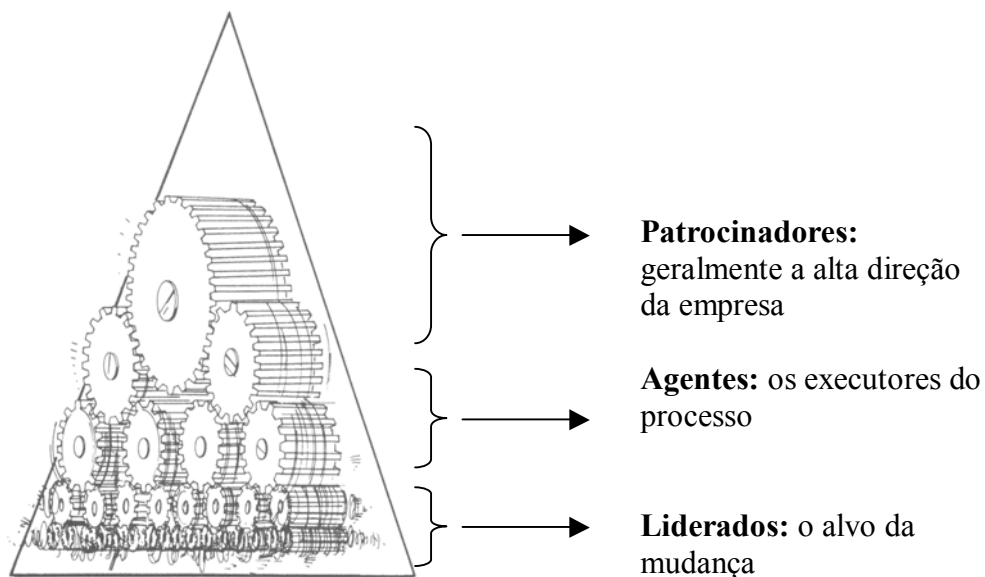 Patrocinadores:
geralmente a alta direção
da empresa
Agentes: os executores do
processo
Liderados: o alvo da
mudança